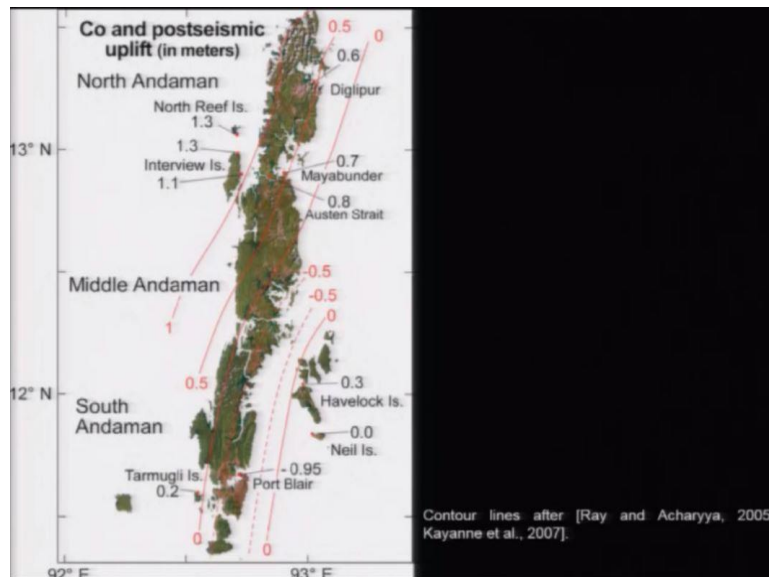 Co and postseismic
uplift (in meters)
0.5
0
0.6
North Andaman
Diglipur
North Reef Is.
1.3
13° N
1.3
0.7
Interview Is.
Mayabunder
1.1
0.8
Austen Strait
-0.5
Middle Andaman
-0.5
0
1
0.5
0.3
12° N
Havelock Is.
South
Andaman
0.0
Neil Is.
- 0.95
Tarmugli Is.
Port Blair
0.2
0
0
92° E
93° E
Contour lines after [Ray and Acharyya, 2005
Kayanne et al., 2007].